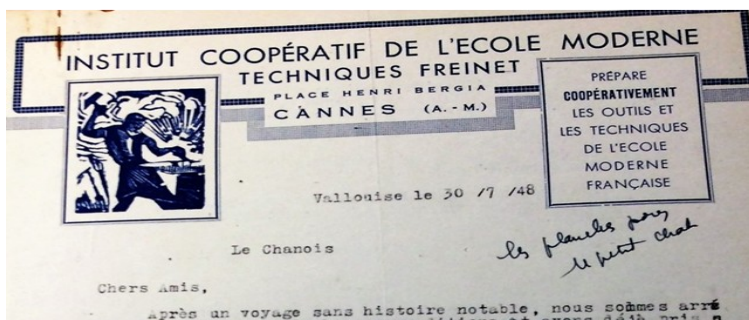 INSTITUT COOPÉRATIF DE L'ECOLE MODERNE
TECHNIQUES FREINET
PLACE HENRI BERGIA
CANNES (A.-M.)
PRÉPARE
COOPÉRATIVEMENT
LES OUTILS ET
LES TECHNIQUES
DE L'ECOLE
MODERNE
FRANÇAISE
Vallouise le 30 /7 /48
les planches pour
le petit chat
Le Chanois
Chers Amis,
Après un voyage sans histoire notable, nous sommes arré